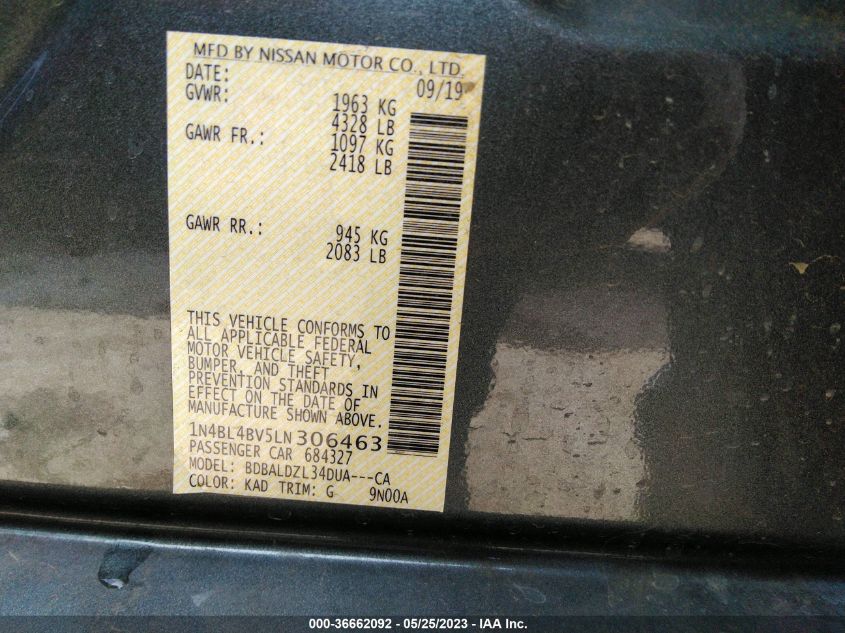 MFD BY NISSAN MOTOR CO., LTD.
DATE: 09/19
GVWR: 1963 KG
4328 LB
GAWR FR.: 1097 KG
2418 LB
GAWR RR.: 945 KG
2083 LB
THIS VEHICLE CONFORMS TO
ALL APPLICABLE FEDERAL
MOTOR VEHICLE SAFETY,
BUMPER, AND THEFT
PREVENTION STANDARDS IN
EFFECT ON THE DATE OF
MANUFACTURE SHOWN ABOVE.
1N4BL4BV5LN306463
PASSENGER CAR 684327
MODEL: BDBALDZL34DUA---CA
COLOR: KAD TRIM: G 9N00A
000-36662092 - 05/25/2023 - IAA Inc.